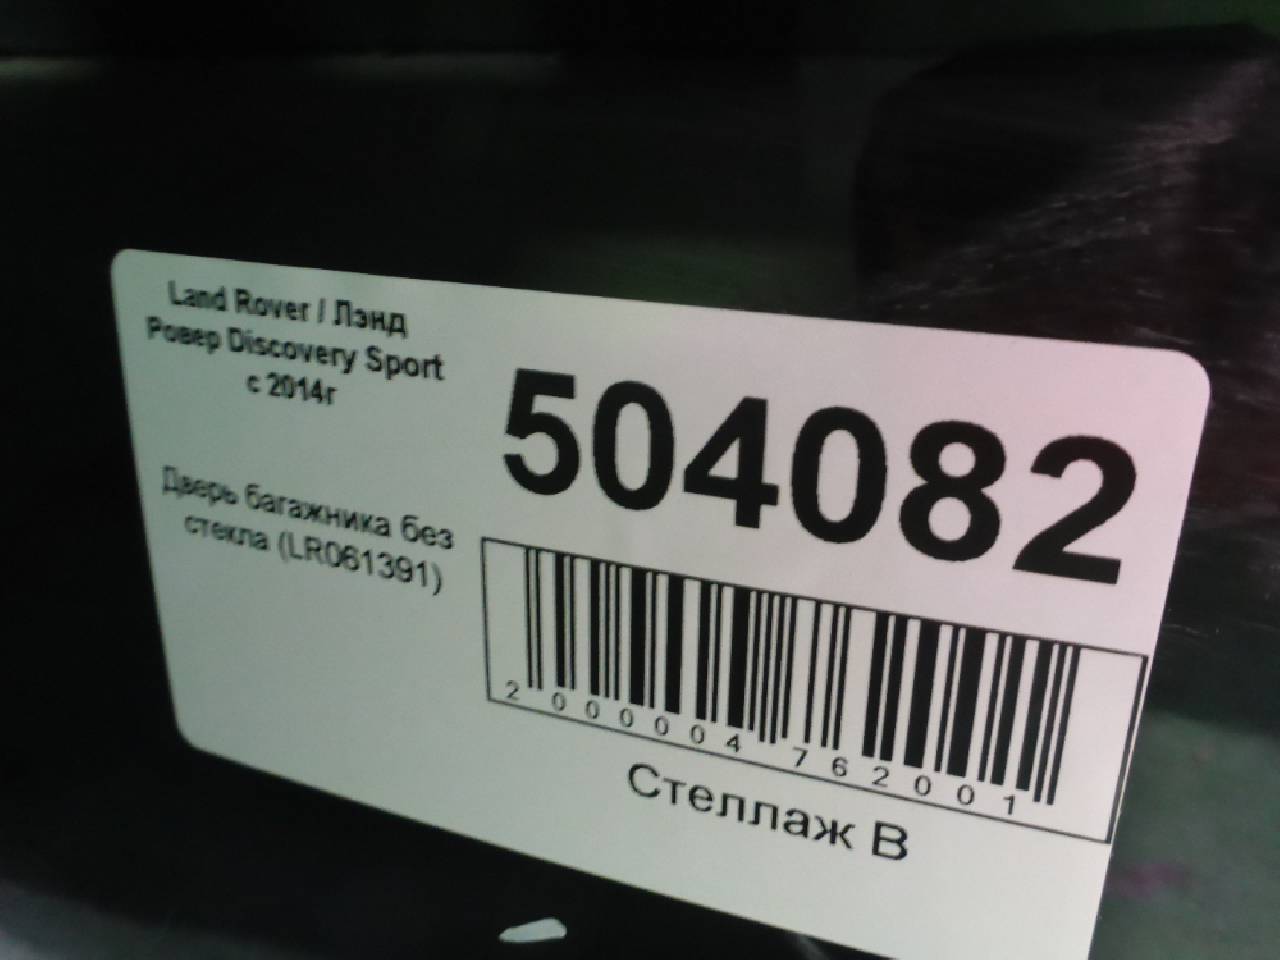 Land Rover / Лэнд
Ровер Discovery Sport
с 2014г
504082
Дверь багажника без
стекла (LR061391)
2000004762001
Стеллаж В